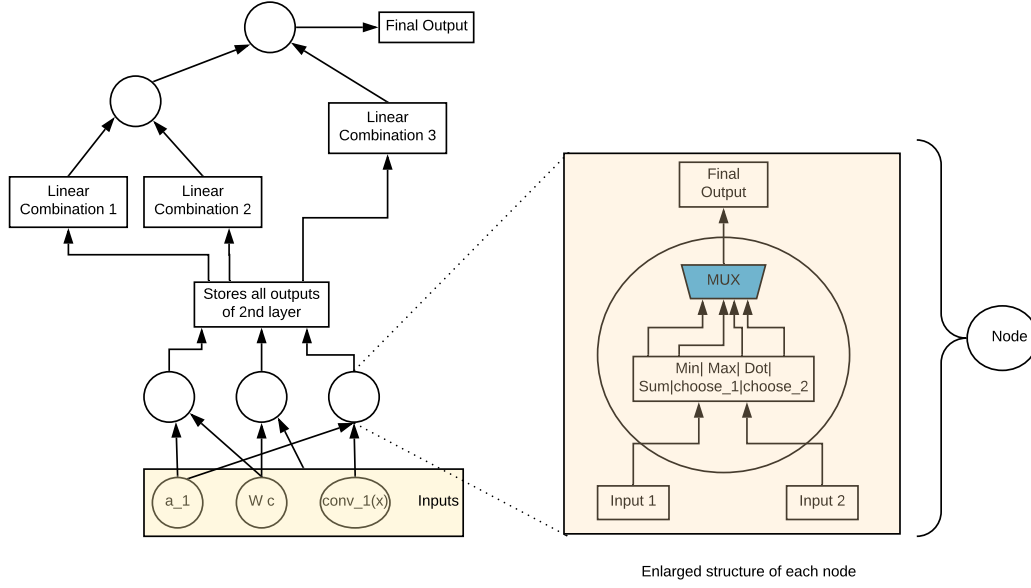 Final Output
Linear
Combination 3
Linear
Combination 1
Linear
Combination 2
Stores all outputs
of 2nd layer
a_1
W c
conv_1(x)
Inputs
Final
Output
MUX
Min| Max| Dot|
Sum|choose_1|choose_2
Input 1
Input 2
Node
Enlarged structure of each node